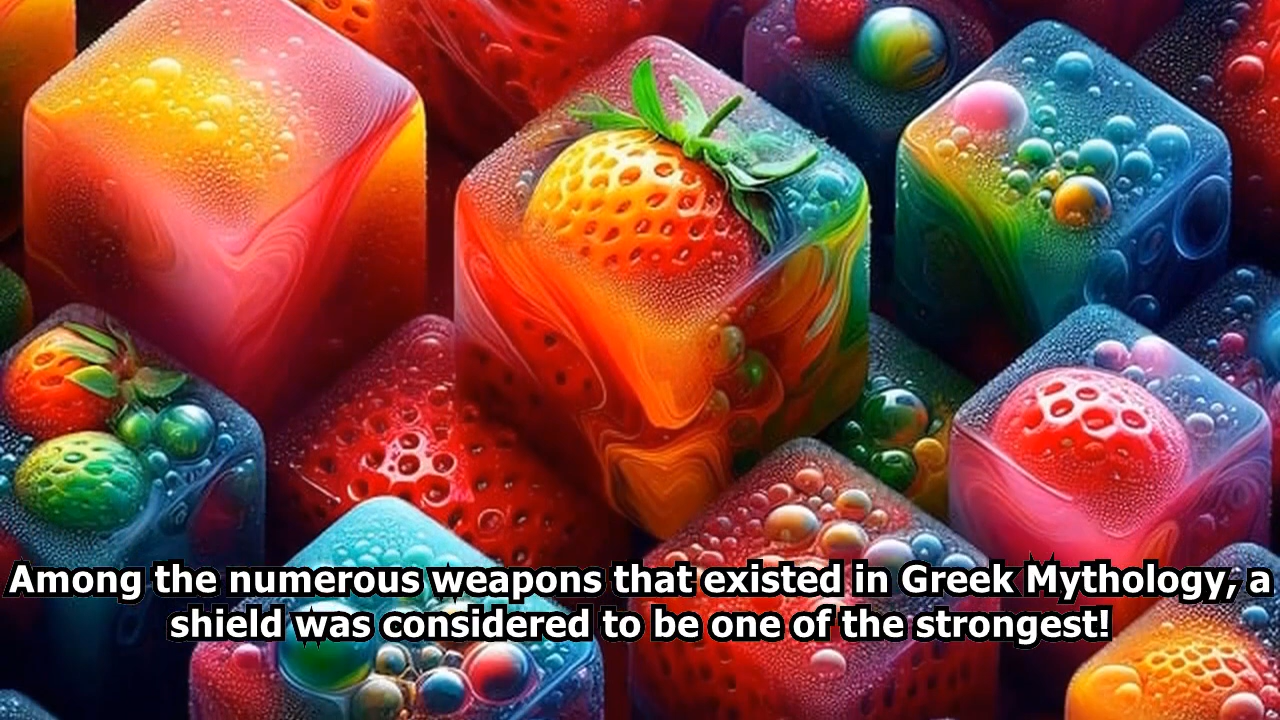 Among the numerous weapons that existed in Greek Mythology, a
shield was considered to be one of the strongest!